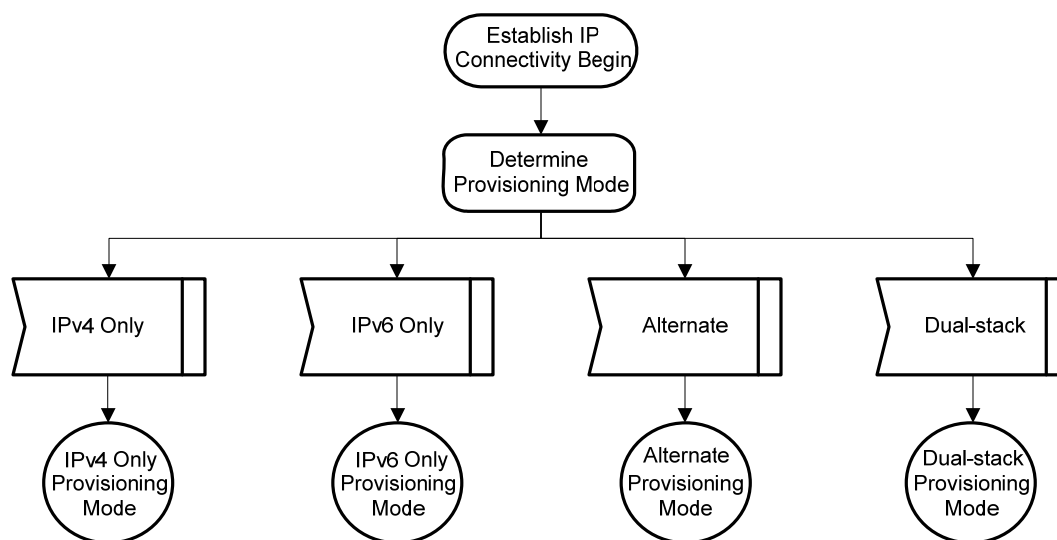 Establish IP
Connectivity Begin
Determine
Provisioning Mode
IPv4 Only
IPv6 Only
Alternate
Dual-stack
IPv4 Only
Provisioning
Mode
IPv6 Only
Provisioning
Mode
Alternate
Provisioning
Mode
Dual-stack
Provisioning
Mode